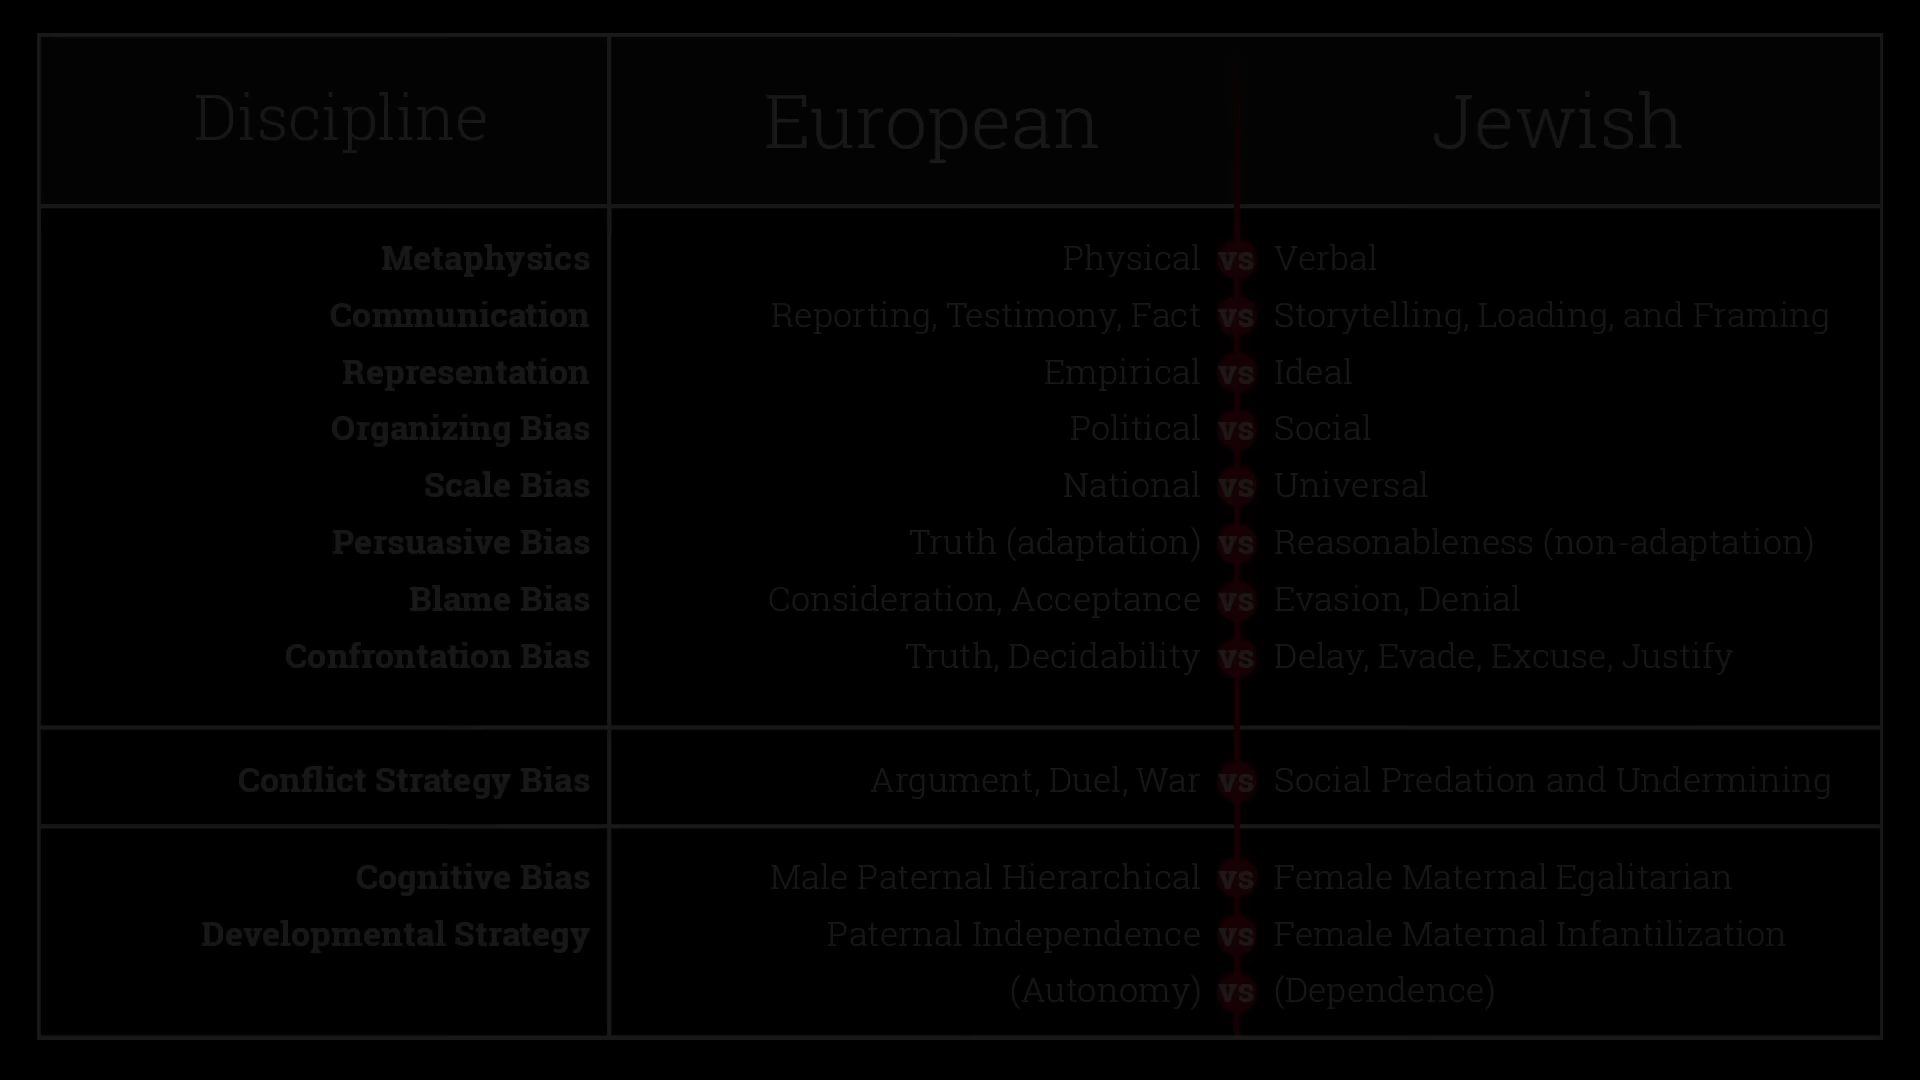 Discipline European Jewish
Metaphysics Physical vs Verbal
Communication Reporting, Testimony, Fact vs Storytelling, Loading, and Framing
Representation Empirical vs Ideal
Organizing Bias Political vs Social
Scale Bias National vs Universal
Persuasive Bias Truth (adaptation) vs Reasonableness (non-adaptation)
Blame Bias Consideration, Acceptance vs Evasion, Denial
Confrontation Bias Truth, Decidability vs Delay, Evade, Excuse, Justify
Conflict Strategy Bias Argument, Duel, War vs Social Predation and Undermining
Cognitive Bias Male Paternal Hierarchical vs Female Maternal Egalitarian
Developmental Strategy Paternal Independence vs Female Maternal Infantilization
(Autonomy) vs (Dependence)